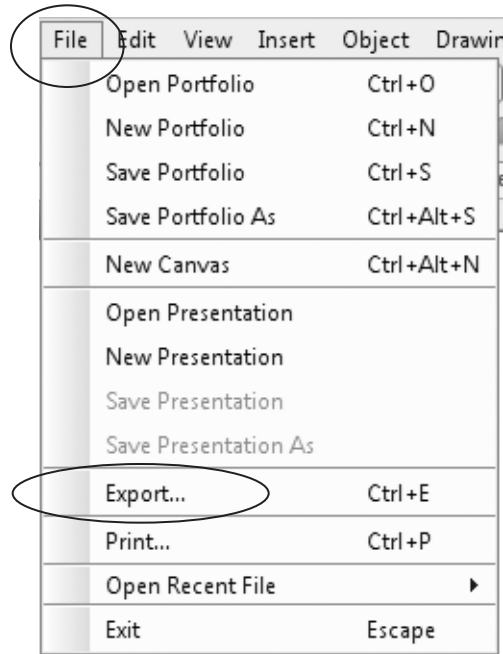 File Edit View Insert Object Drawin
Open Portfolio Ctrl+O
New Portfolio Ctrl+N
Save Portfolio Ctrl+S
Save Portfolio As Ctrl+Alt+S
New Canvas Ctrl+Alt+N
Open Presentation
New Presentation
Save Presentation
Save Presentation As
Export... Ctrl+E
Print... Ctrl+P
Open Recent File
Exit Escape